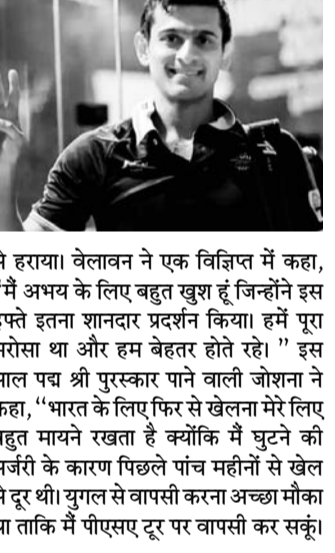 से हराया। वेलावन ने एक विज्ञिप्त में कहा,
‘‘मैं अभय के लिए बहुत खुश हूं जिन्होंने इस
हफ्ते इतना शानदार प्रदर्शन किया। हमें पूरा
भरोसा था और हम बेहतर होते रहे। ’’ इस
साल पद्म श्री पुरस्कार पाने वाली जोशना ने
कहा, ‘‘भारत के लिए फिर से खेलना मेरे लिए
बहुत मायने रखता है क्योंकि मैं घुटने की
सर्जरी के कारण पिछले पांच महीनों से खेल
से दूर थी। युगल से वापसी करना अच्छा मौका
था ताकि मैं पीएसए टूर पर वापसी कर सकूं।